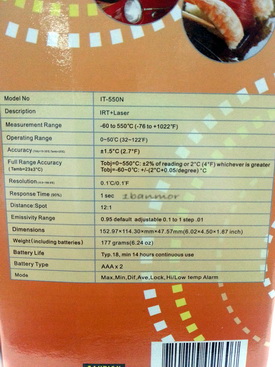 Model No IT-550N
Description IRT+Laser
Measurement Range -60 to 550℃ (-76 to +1022°F)
Operating Range 0~50℃ (32~122°F)
Accuracy ±1.5℃ (2.7°F)
Full Range Accuracy Tobj=0~550℃: ±2% of reading or 2℃ (4°F) whichever is greater
(Tamb=23±3℃) Tobj=-60~0℃: +/-(2℃+0.05/degree) ℃
Resolution 0.1℃/0.1°F
Response Time (90%) 1 sec
Distance:Spot 12:1
Emissivity Range 0.95 default adjustable 0.1 to 1 step .01
Dimensions 152.97×114.30mm×47.57mm(6.02×4.50×1.87 inch)
Weight (including batteries) 177 grams(6.24 oz)
Battery Life Typ.18, min 14 hours continuous use
Battery Type AAA x 2
Mode Max,Min,Dif,Ave,Lock,Hi/Low temp Alarm